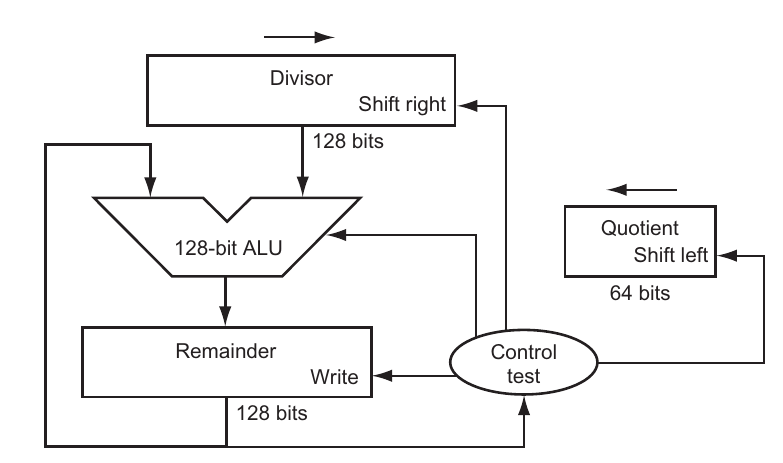 Divisor
Shift right
128 bits
128-bit ALU
Quotient
Shift left
64 bits
Remainder
Write
128 bits
Control
test